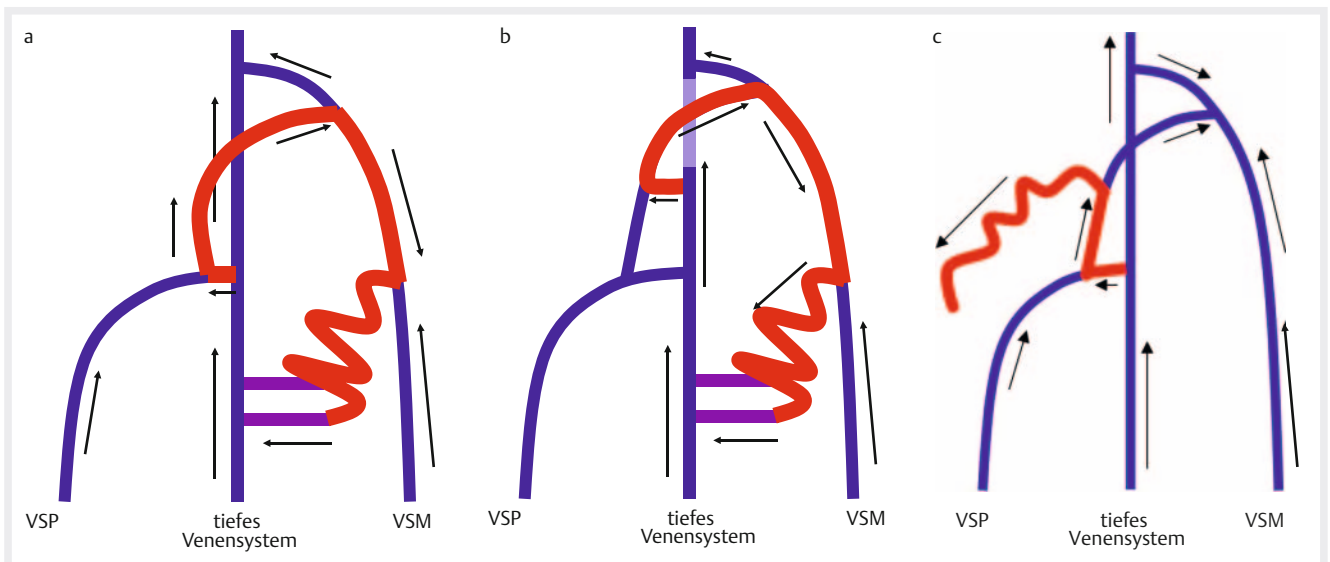 a
VSP
tiefes
Venensystem
VSM
b
VSP
tiefes
Venensystem
VSM
c
VSP
tiefes
Venensystem
VSM